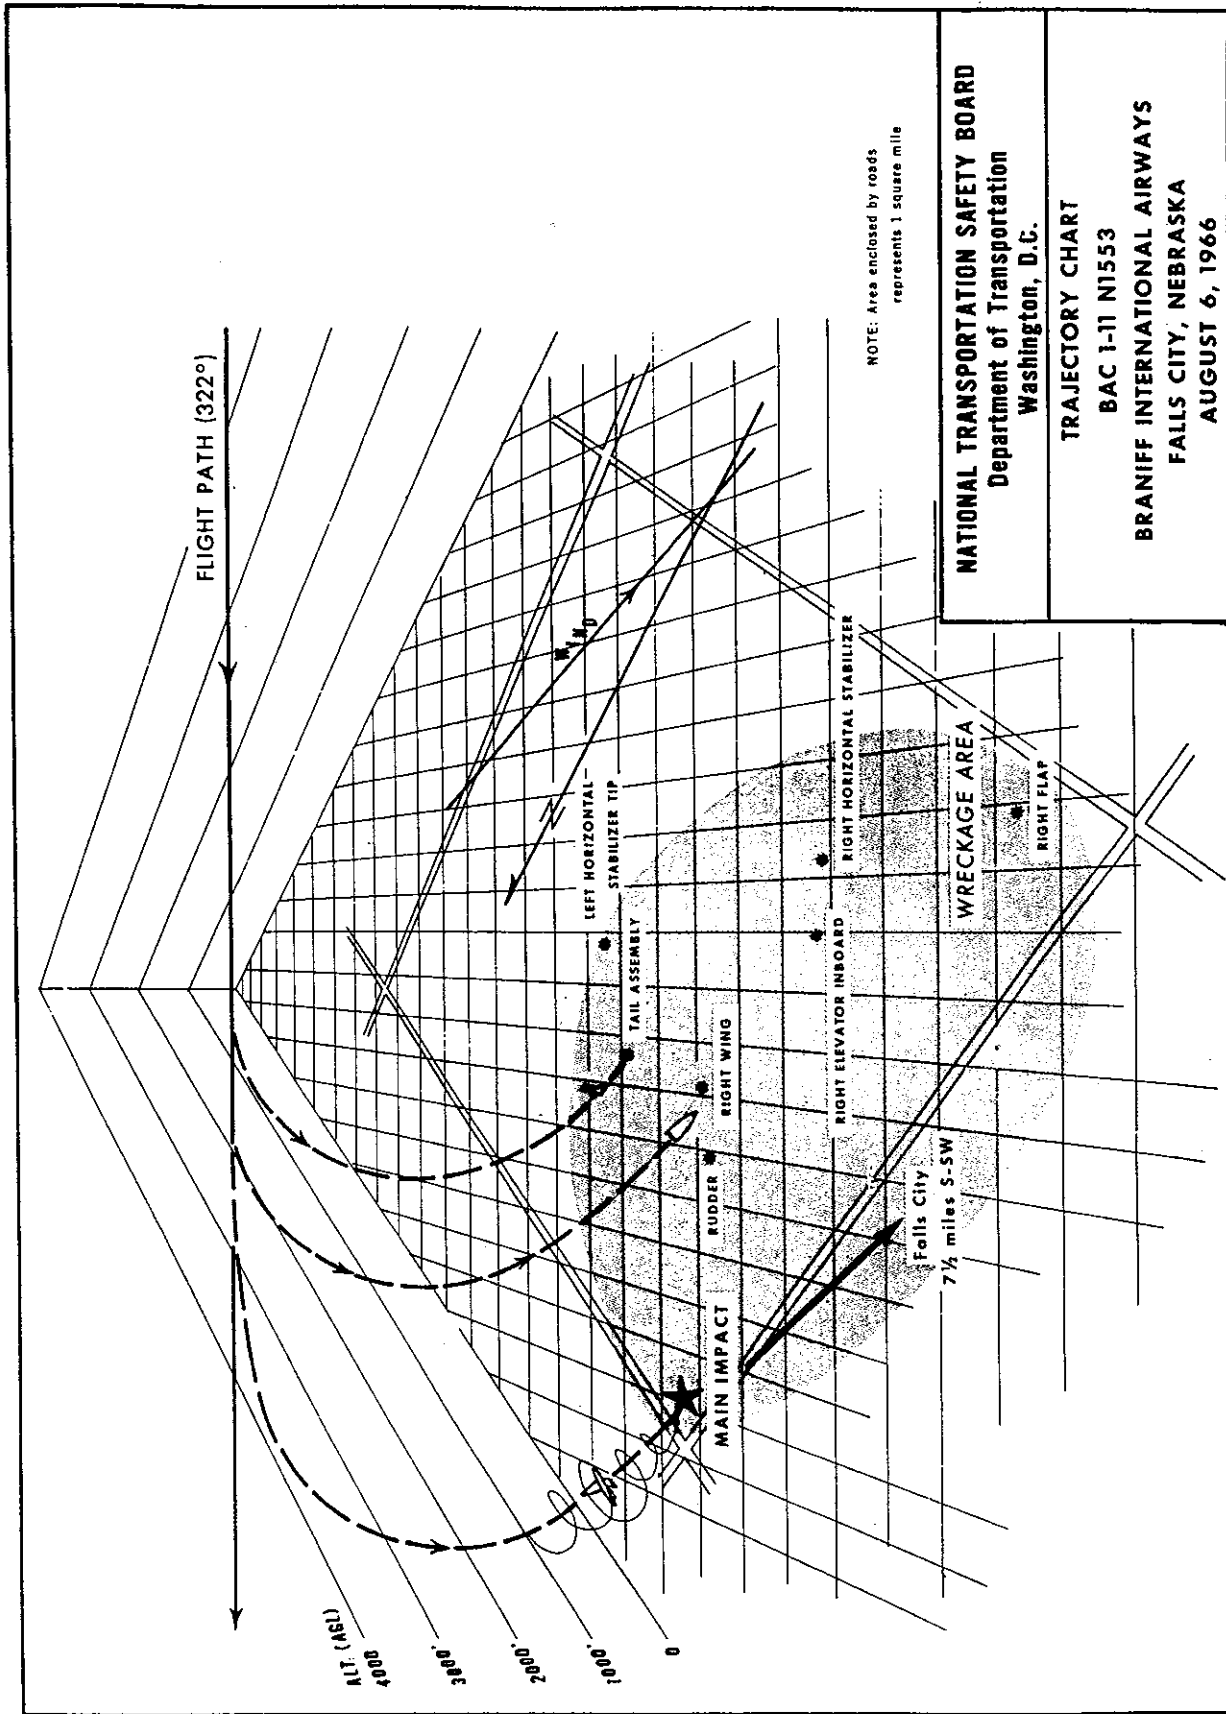 FLIGHT PATH (322°)
ALT. (AGL)
4000
3000'
2000'
1000'
0
WIND
N
LEFT HORIZONTAL
STABILIZER TIP
TAIL ASSEMBLY
RIGHT WING
RUDDER
MAIN IMPACT
RIGHT ELEVATOR INBOARD
RIGHT HORIZONTAL STABILIZER
WRECKAGE AREA
RIGHT FLAP
Falls City
7½ miles S-SW
NOTE: Area enclosed by roads
represents 1 square mile
NATIONAL TRANSPORTATION SAFETY BOARD
Department of Transportation
Washington, D.C.
TRAJECTORY CHART
BAC 1-11 N1553
BRANIFF INTERNATIONAL AIRWAYS
FALLS CITY, NEBRASKA
AUGUST 6, 1966